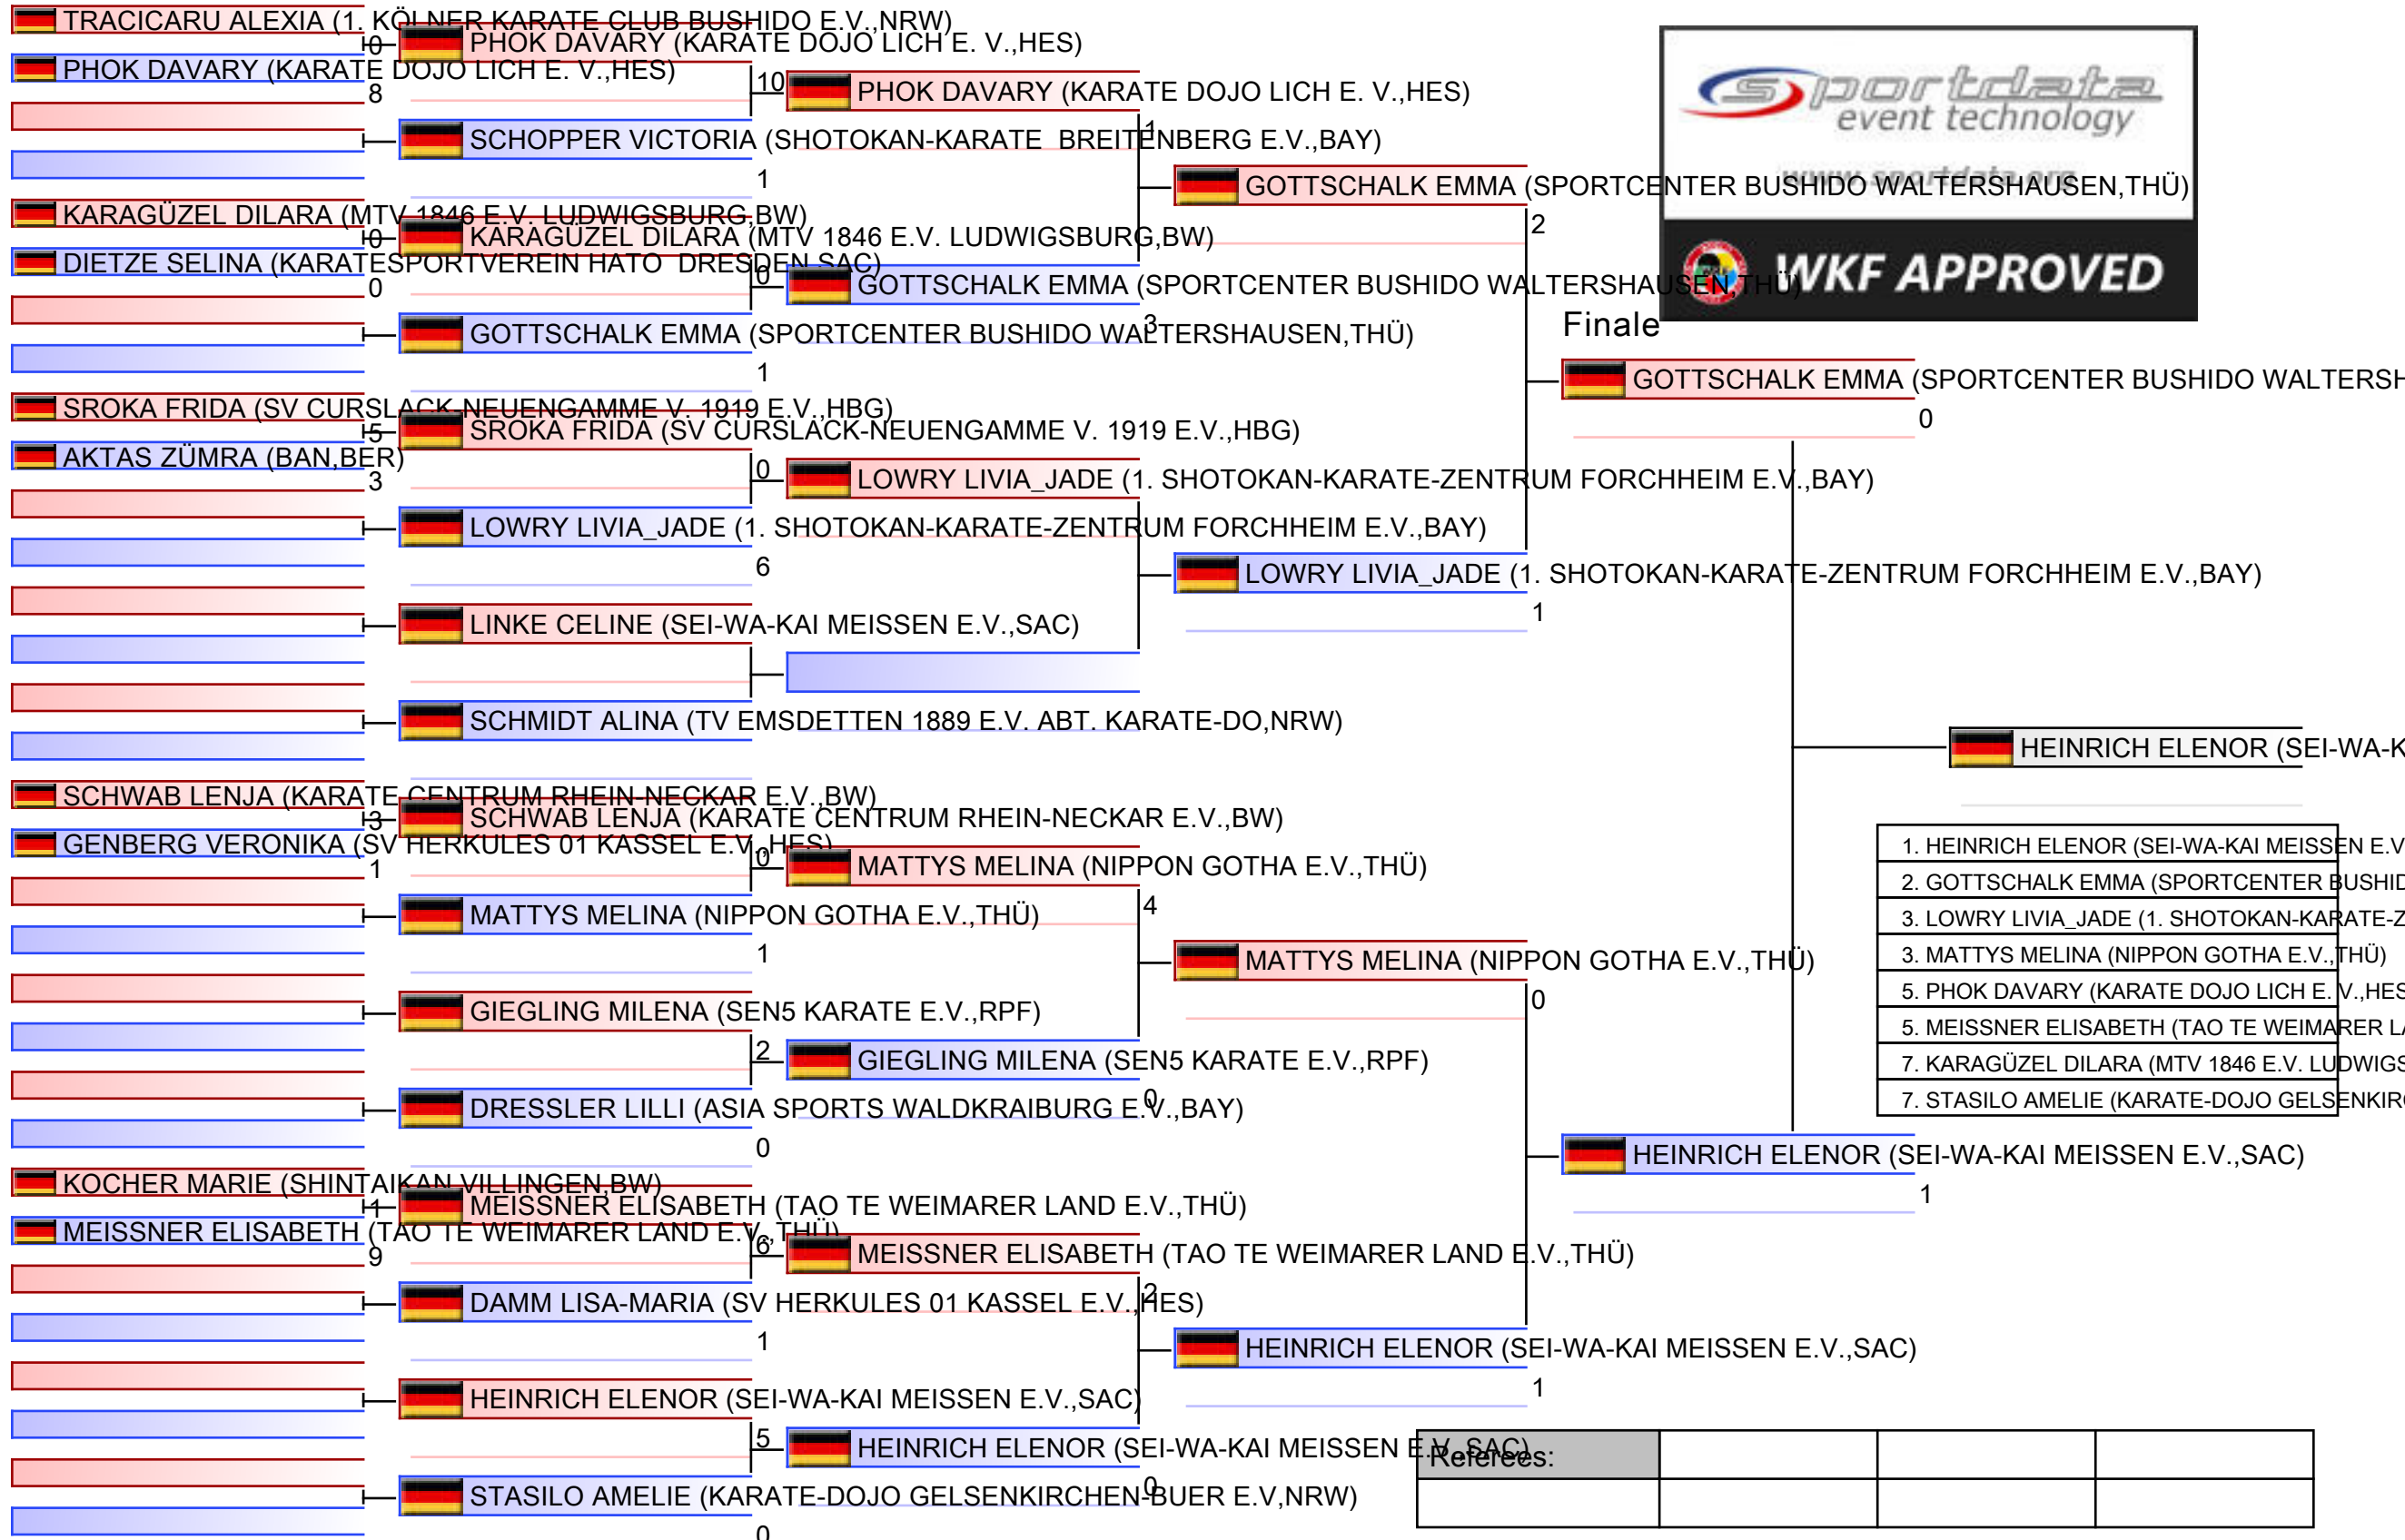 TRACICARU ALEXIA (1. KÖLNER KARATE CLUB BUSHIDO E.V.,NRW)
0
PHOK DAVARY (KARATE DOJO LICH E. V.,HES)
8
KARAGÜZEL DILARA (MTV 1846 E.V. LUDWIGSBURG,BW)
0
DIETZE SELINA (KARATESPORTVEREIN HATO  DRESDEN,SAC)
0
SROKA FRIDA (SV CURSLACK-NEUENGAMME V. 1919 E.V.,HBG)
5
AKTAS ZÜMRA (BAN,BER)
3
SCHWAB LENJA (KARATE CENTRUM RHEIN-NECKAR E.V.,BW)
3
GENBERG VERONIKA (SV HERKULES 01 KASSEL E.V.,HES)
1
KOCHER MARIE (SHINTAIKAN VILLINGEN,BW)
1
MEISSNER ELISABETH (TAO TE WEIMARER LAND E.V.,THÜ)
9
PHOK DAVARY (KARATE DOJO LICH E. V.,HES)
10
SCHOPPER VICTORIA (SHOTOKAN-KARATE  BREITENBERG E.V.,BAY)
1
KARAGÜZEL DILARA (MTV 1846 E.V. LUDWIGSBURG,BW)
0
GOTTSCHALK EMMA (SPORTCENTER BUSHIDO WALTERSHAUSEN,THÜ)
1
SROKA FRIDA (SV CURSLACK-NEUENGAMME V. 1919 E.V.,HBG)
0
LOWRY LIVIA_JADE (1. SHOTOKAN-KARATE-ZENTRUM FORCHHEIM E.V.,BAY)
6
LINKE CELINE (SEI-WA-KAI MEISSEN E.V.,SAC)
SCHMIDT ALINA (TV EMSDETTEN 1889 E.V. ABT. KARATE-DO,NRW)
SCHWAB LENJA (KARATE CENTRUM RHEIN-NECKAR E.V.,BW)
0
MATTYS MELINA (NIPPON GOTHA E.V.,THÜ)
1
GIEGLING MILENA (SEN5 KARATE E.V.,RPF)
2
DRESSLER LILLI (ASIA SPORTS WALDKRAIBURG E.V.,BAY)
0
MEISSNER ELISABETH (TAO TE WEIMARER LAND E.V.,THÜ)
6
DAMM LISA-MARIA (SV HERKULES 01 KASSEL E.V.,HES)
1
HEINRICH ELENOR (SEI-WA-KAI MEISSEN E.V.,SAC)
5
STASILO AMELIE (KARATE-DOJO GELSENKIRCHEN-BUER E.V,NRW)
0
PHOK DAVARY (KARATE DOJO LICH E. V.,HES)
1
GOTTSCHALK EMMA (SPORTCENTER BUSHIDO WALTERSHAUSEN,THÜ)
3
LOWRY LIVIA_JADE (1. SHOTOKAN-KARATE-ZENTRUM FORCHHEIM E.V.,BAY)
MATTYS MELINA (NIPPON GOTHA E.V.,THÜ)
4
GIEGLING MILENA (SEN5 KARATE E.V.,RPF)
0
MEISSNER ELISABETH (TAO TE WEIMARER LAND E.V.,THÜ)
2
HEINRICH ELENOR (SEI-WA-KAI MEISSEN E.V.,SAC)
0
GOTTSCHALK EMMA (SPORTCENTER BUSHIDO WALTERSHAUSEN,THÜ)
2
LOWRY LIVIA_JADE (1. SHOTOKAN-KARATE-ZENTRUM FORCHHEIM E.V.,BAY)
1
MATTYS MELINA (NIPPON GOTHA E.V.,THÜ)
0
HEINRICH ELENOR (SEI-WA-KAI MEISSEN E.V.,SAC)
1
sportdata
event technology
www.sportdata.org
WKF APPROVED
Finale
GOTTSCHALK EMMA (SPORTCENTER BUSHIDO WALTERSH
0
HEINRICH ELENOR (SEI-WA-KAI MEISSEN E.V.,SAC)
1
HEINRICH ELENOR (SEI-WA-K
1. HEINRICH ELENOR (SEI-WA-KAI MEISSEN E.V
2. GOTTSCHALK EMMA (SPORTCENTER BUSHID
3. LOWRY LIVIA_JADE (1. SHOTOKAN-KARATE-Z
3. MATTYS MELINA (NIPPON GOTHA E.V.,THÜ)
5. PHOK DAVARY (KARATE DOJO LICH E. V.,HES
5. MEISSNER ELISABETH (TAO TE WEIMARER LA
7. KARAGÜZEL DILARA (MTV 1846 E.V. LUDWIGS
7. STASILO AMELIE (KARATE-DOJO GELSENKIR
Referees: